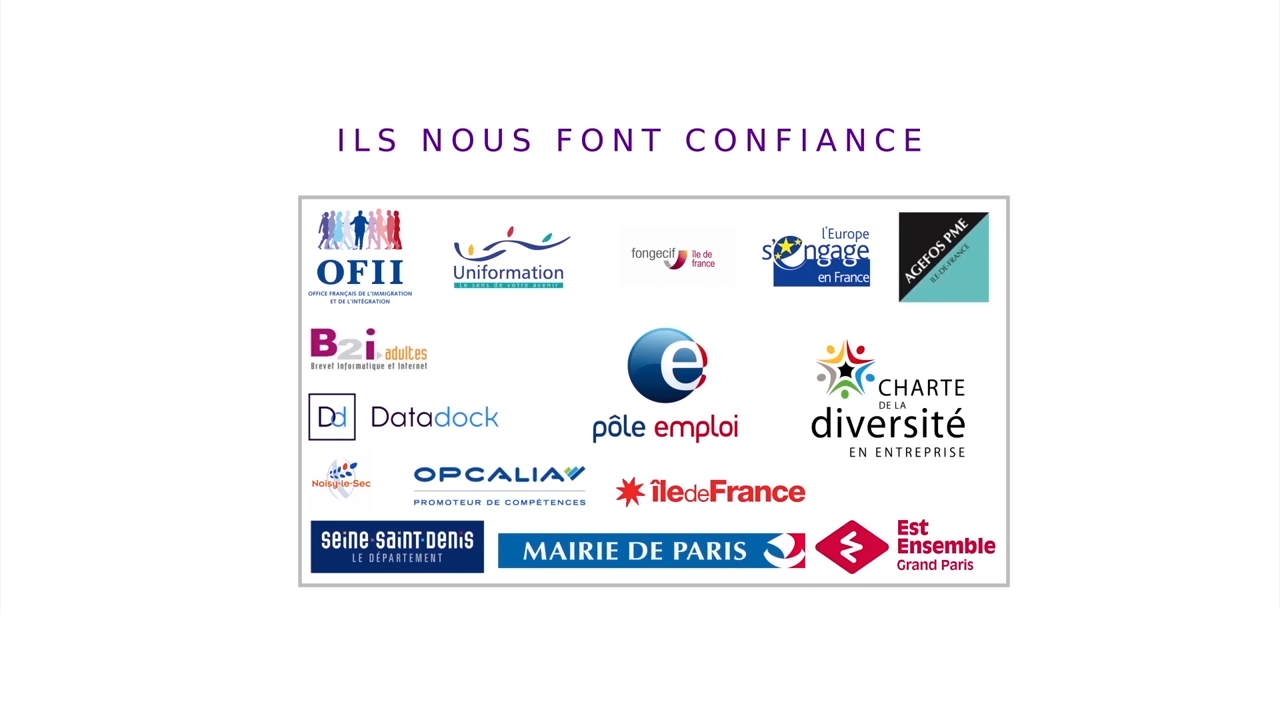 ILS NOUS FONT CONFIANCE
OFII
OFFICE FRANÇAIS DE L'IMMIGRATION
ET DE L'INTÉGRATION
Uniformation
Le sens de votre avenir
fongecif île de
france
l'Europe
s'engage
en France
AGEFOS PME
ILE-DE-FRANCE
B2i adultes
Brevet Informatique et Internet
Dd Datadock
e
pôle emploi
CHARTE
DE LA
diversité
EN ENTREPRISE
Noisy-le-Sec
OPCALIA
PROMOTEUR DE COMPÉTENCES
îledeFrance
seine-saint-denis
LE DÉPARTEMENT
MAIRIE DE PARIS
Est
Ensemble
Grand Paris